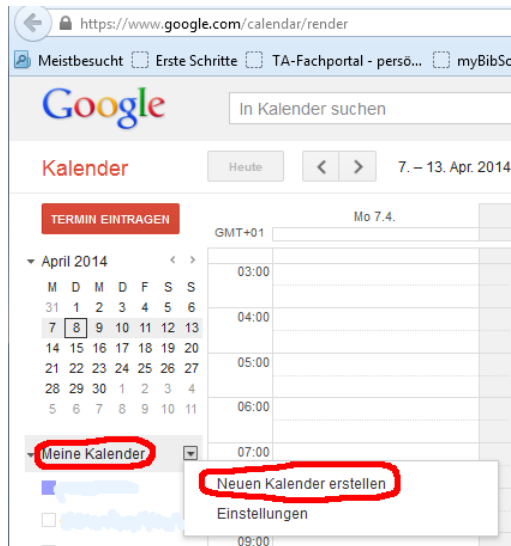 https://www.google.com/calendar/render
Meistbesucht Erste Schritte TA-Fachportal - persö... myBibSc
Google
In Kalender suchen
Kalender
Heute < > 7. – 13. Apr. 2014
TERMIN EINTRAGEN
Mo 7.4.
GMT+01
April 2014 < >
M D M D F S S
31 1 2 3 4 5 6
7 8 9 10 11 12 13
14 15 16 17 18 19 20
21 22 23 24 25 26 27
28 29 30 1 2 3 4
5 6 7 8 9 10 11
03:00
04:00
05:00
06:00
07:00
Meine Kalender
Neuen Kalender erstellen
Einstellungen
09:00